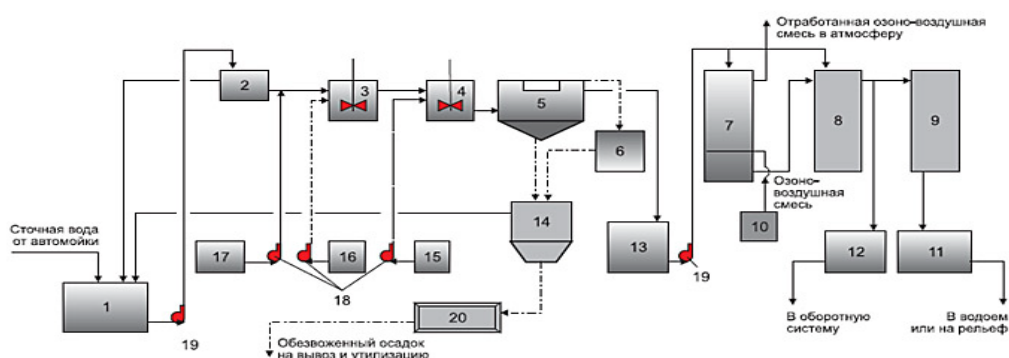 Отработанная озоно-воздушная
смесь в атмосферу
2
3
4
5
6
7
8
9
Озоно-
воздушная
смесь
10
Сточная вода
от автомойки
1
17
16
15
14
13
12
11
18
19
19
20
В оборотную
систему
В водоем
или на рельеф
Обезвоженный осадок
на вывоз и утилизацию